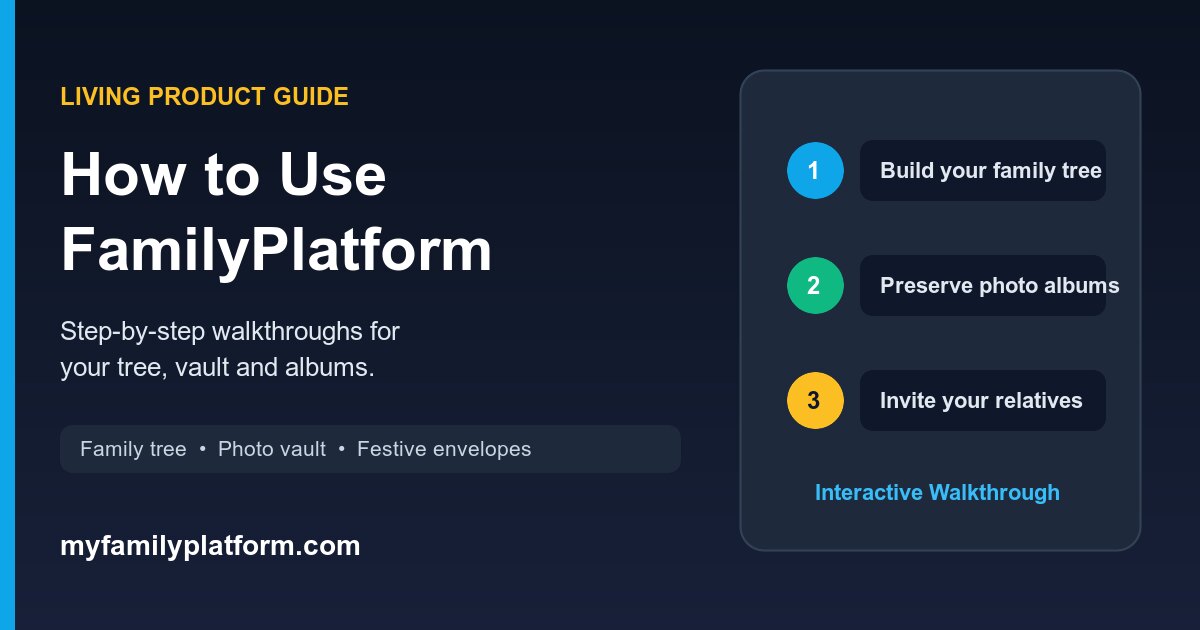 LIVING PRODUCT GUIDE
How to Use
FamilyPlatform
Step-by-step walkthroughs for
your tree, vault and albums.
Family tree • Photo vault • Festive envelopes
myfamilyplatform.com
1 Build your family tree
2 Preserve photo albums
3 Invite your relatives
Interactive Walkthrough